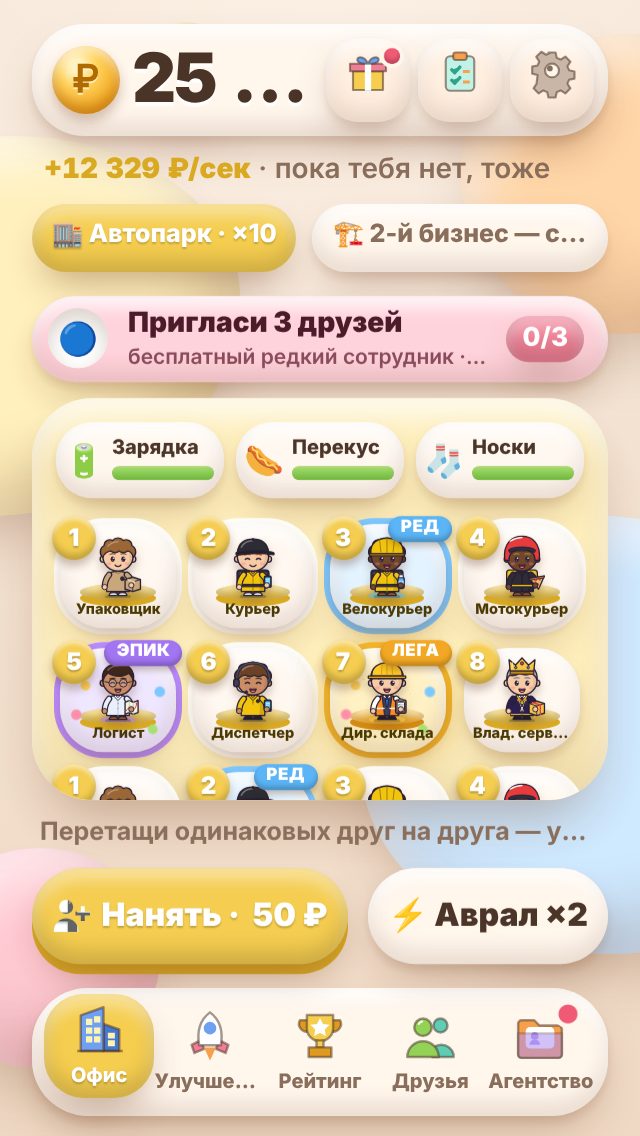 ₽ 25 ...
+12 329 ₽/сек · пока тебя нет, тоже
Автопарк · ×10
2-й бизнес — с...
Пригласи 3 друзей
бесплатный редкий сотрудник ·...
0/3
Зарядка
Перекус
Носки
1
2
3 РЕД
4
Упаковщик
Курьер
Велокурьер
Мотокурьер
5 ЭПИК
6
7 ЛЕГА
8
Логист
Диспетчер
Дир. склада
Влад. серв...
1
2 РЕД
3
4
Перетащи одинаковых друг на друга — у...
Нанять · 50 ₽
Аврал ×2
Офис
Улучше...
Рейтинг
Друзья
Агентство